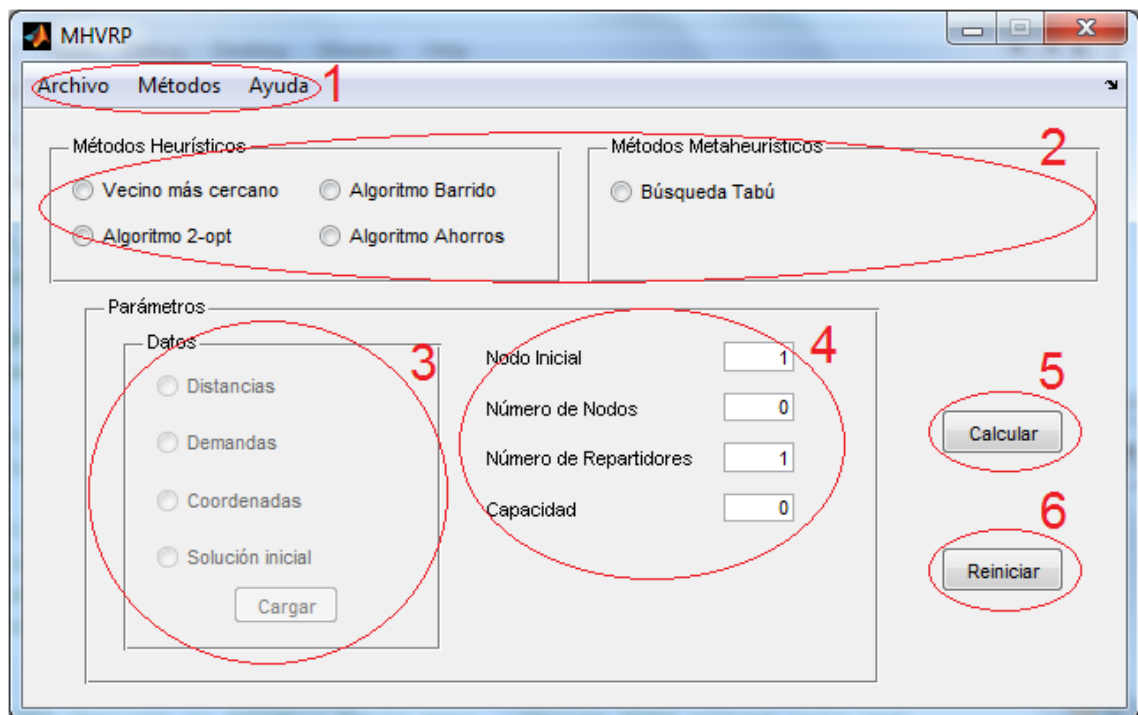 MHVRP
Archivo Métodos Ayuda 1
2
Métodos Heurísticos
Vecino más cercano Algoritmo Barrido
Algoritmo 2-opt Algoritmo Ahorros
Métodos Metaheurísticos
Búsqueda Tabú
Parámetros
Datos
3
Distancias
Demandas
Coordenadas
Solución inicial
Cargar
4
Nodo Inicial 1
Número de Nodos 0
Número de Repartidores 1
Capacidad 0
5
Calcular
6
Reiniciar